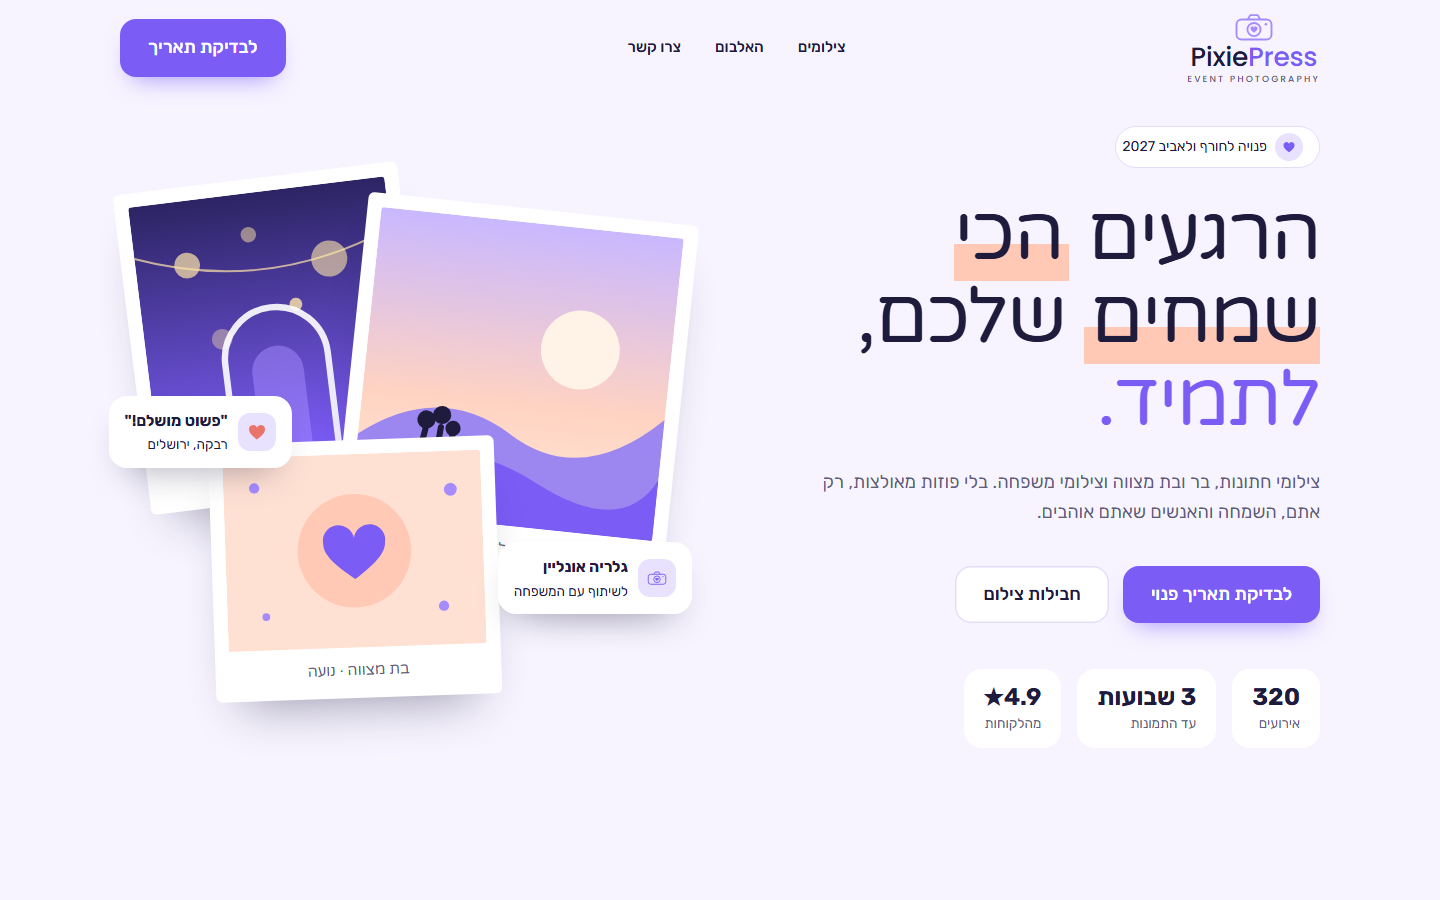 PixiePress
EVENT PHOTOGRAPHY
צילומים
האלבום
צרו קשר
לבדיקת תאריך
פנויה לחורף ולאביב 2027
הרגעים הכי
שמחים שלכם,
לתמיד.
צילומי חתונות, בר ובת מצווה וצילומי משפחה. בלי פוזות מאולצות, רק
אתם, השמחה והאנשים שאתם אוהבים.
לבדיקת תאריך פנוי
חבילות צילום
320
אירועים
3 שבועות
עד התמונות
4.9★
מהלקוחות
"פשוט מושלם!"
רבקה, ירושלים
גלריה אונליין
לשיתוף עם המשפחה
בת מצווה · נועה